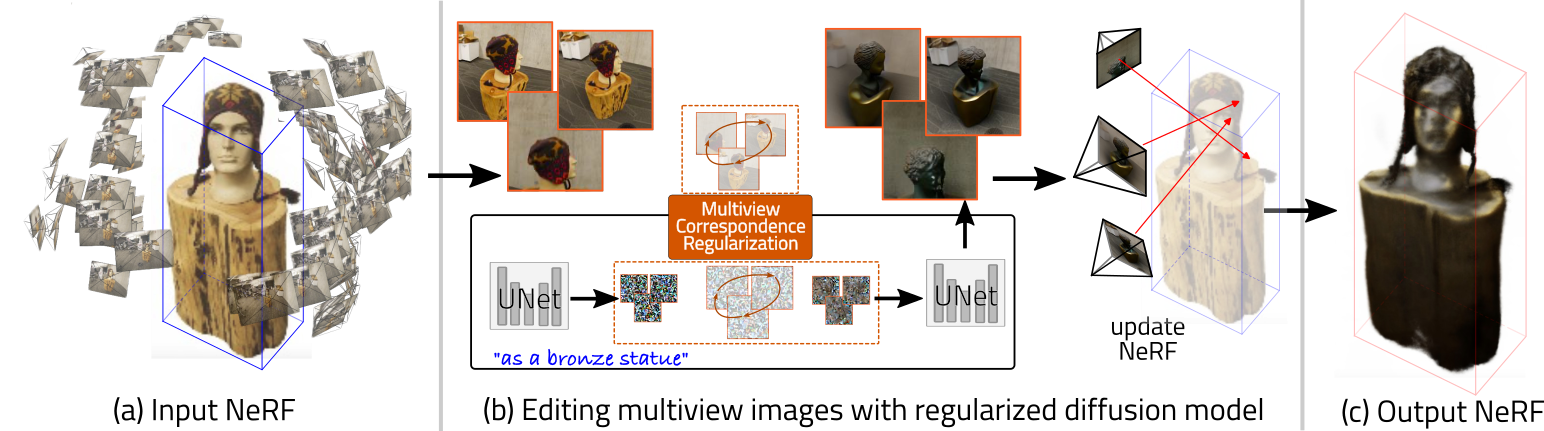 Multiview
Correspondence
Regularization
UNet
UNet
"as a bronze statue"
update
NeRF
(a) Input NeRF
(b) Editing multiview images with regularized diffusion model
(c) Output NeRF